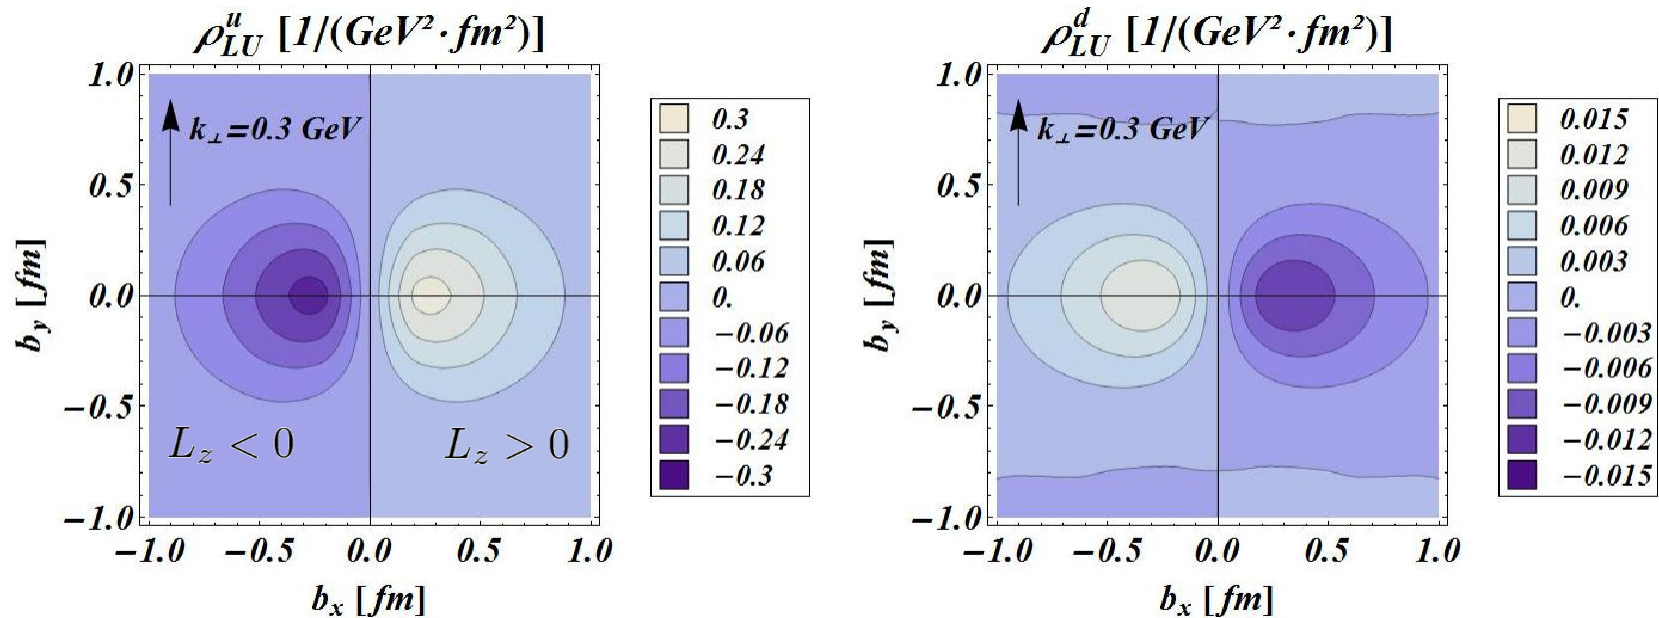 ρᵘ_LU [1/(GeV²·fm²)]
1.0
0.5
0.0
−0.5
−1.0
b_y [fm]
k⊥=0.3 GeV
L_z < 0
L_z > 0
−1.0 −0.5 0.0 0.5 1.0
b_x [fm]
0.3
0.24
0.18
0.12
0.06
0.
−0.06
−0.12
−0.18
−0.24
−0.3
ρᵈ_LU [1/(GeV²·fm²)]
1.0
0.5
0.0
−0.5
−1.0
b_y [fm]
k⊥=0.3 GeV
−1.0 −0.5 0.0 0.5 1.0
b_x [fm]
0.015
0.012
0.009
0.006
0.003
0.
−0.003
−0.006
−0.009
−0.012
−0.015